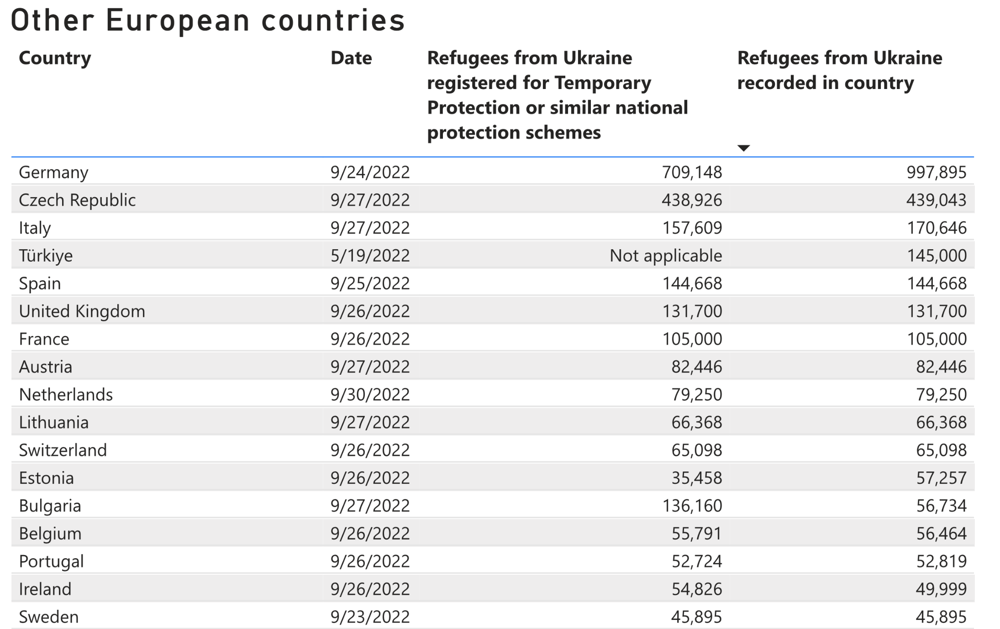 Other European countries
Country Date Refugees from Ukraine registered for Temporary Protection or similar national protection schemes Refugees from Ukraine recorded in country
Germany 9/24/2022 709,148 997,895
Czech Republic 9/27/2022 438,926 439,043
Italy 9/27/2022 157,609 170,646
Türkiye 5/19/2022 Not applicable 145,000
Spain 9/25/2022 144,668 144,668
United Kingdom 9/26/2022 131,700 131,700
France 9/26/2022 105,000 105,000
Austria 9/27/2022 82,446 82,446
Netherlands 9/30/2022 79,250 79,250
Lithuania 9/27/2022 66,368 66,368
Switzerland 9/26/2022 65,098 65,098
Estonia 9/26/2022 35,458 57,257
Bulgaria 9/27/2022 136,160 56,734
Belgium 9/26/2022 55,791 56,464
Portugal 9/26/2022 52,724 52,819
Ireland 9/26/2022 54,826 49,999
Sweden 9/23/2022 45,895 45,895